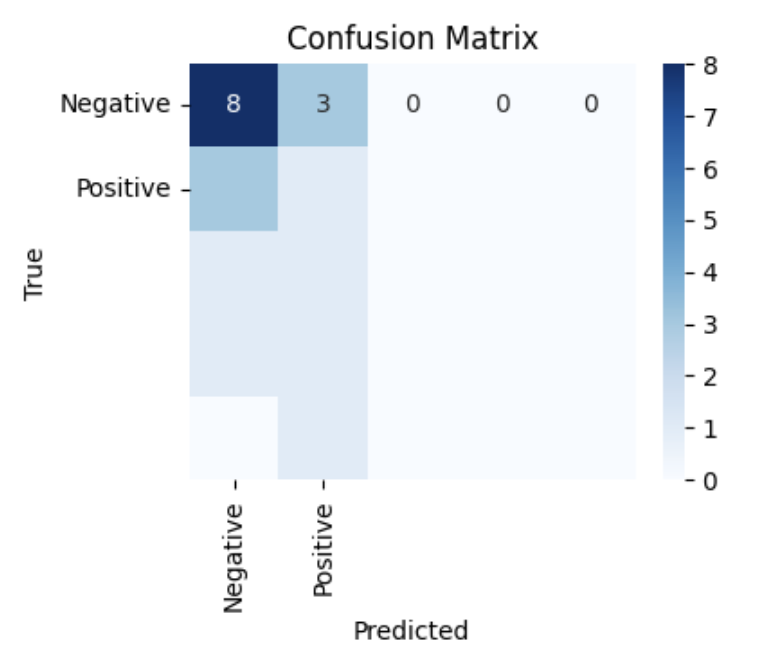 Confusion Matrix
Negative 8 3 0 0 0
Positive
True
Negative
Positive
Predicted
8
7
6
5
4
3
2
1
0